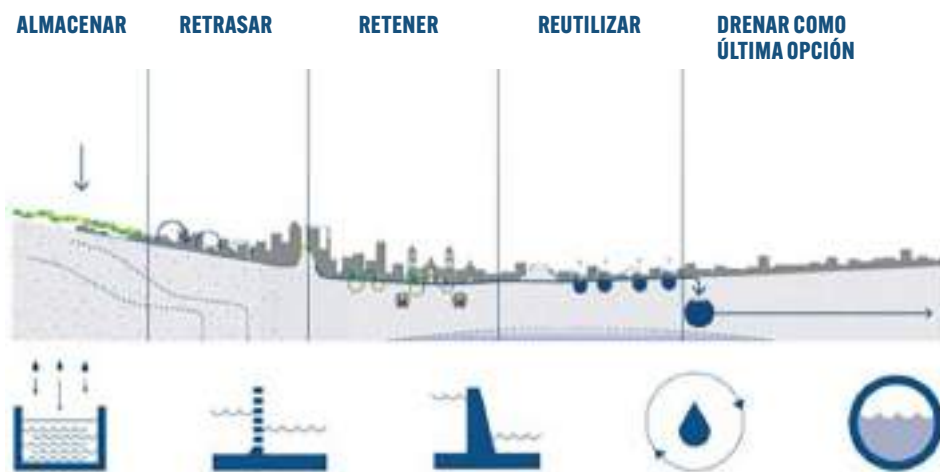 ALMACENAR
RETRASAR
RETENER
REUTILIZAR
DRENAR COMO
ÚLTIMA OPCIÓN